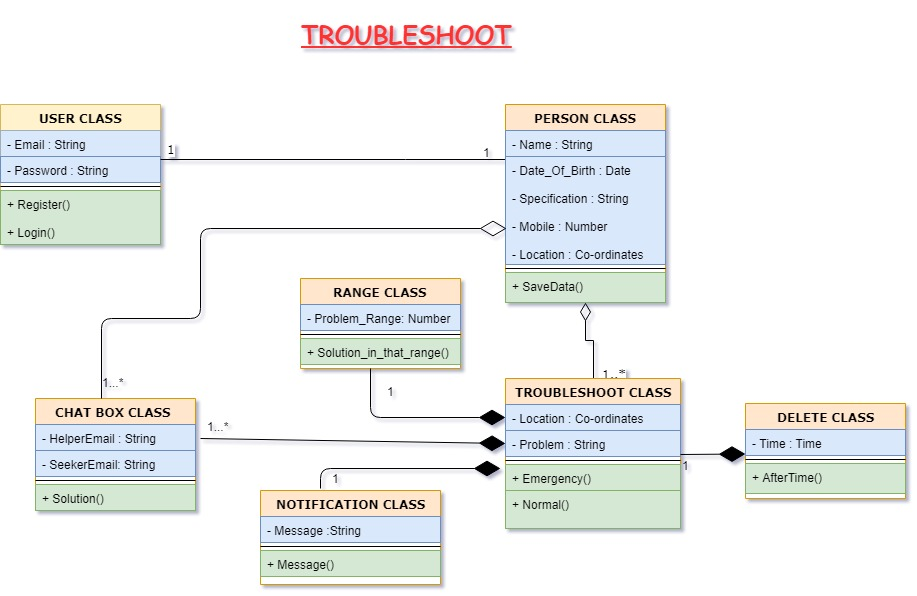 TROUBLESHOOT
USER CLASS
- Email : String
- Password : String
+ Register()
+ Login()
1
1
PERSON CLASS
- Name : String
- Date_Of_Birth : Date
- Specification : String
- Mobile : Number
- Location : Co-ordinates
+ SaveData()
RANGE CLASS
- Problem_Range: Number
+ Solution_in_that_range()
1
1...*
1..*
CHAT BOX CLASS
- HelperEmail : String
- SeekerEmail: String
+ Solution()
1...*
TROUBLESHOOT CLASS
- Location : Co-ordinates
- Problem : String
+ Emergency()
+ Normal()
1
DELETE CLASS
- Time : Time
+ AfterTime()
1
NOTIFICATION CLASS
- Message :String
+ Message()